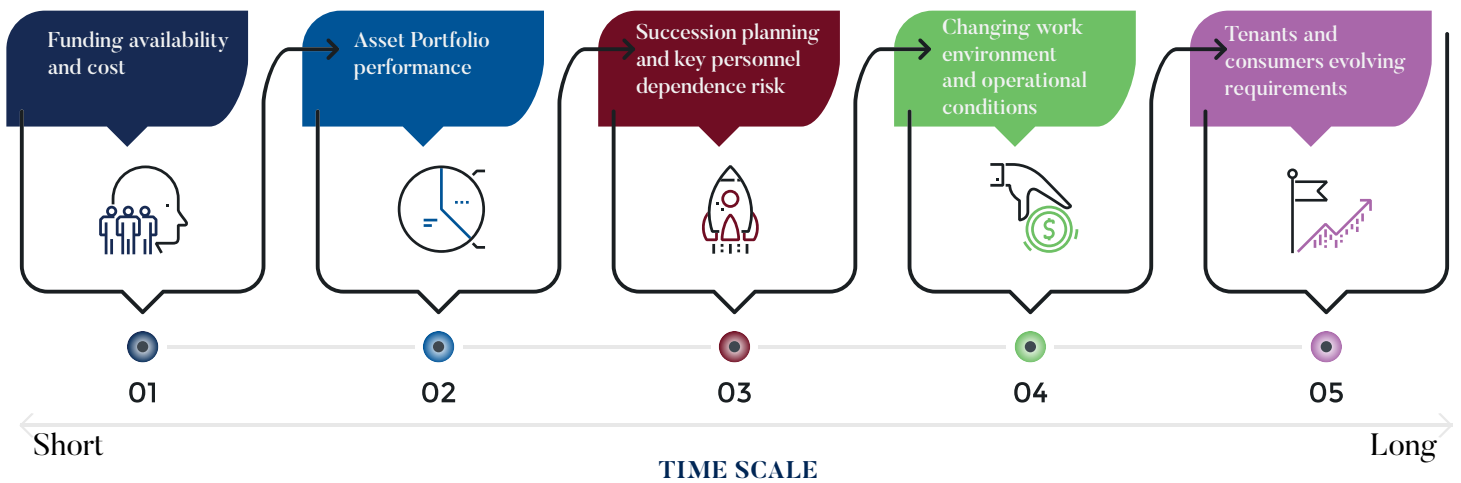 Funding availability
and cost
Asset Portfolio
performance
Succession planning
and key personnel
dependence risk
Changing work
environment
and operational
conditions
Tenants and
consumers evolving
requirements
$
01
02
03
04
05
Short
Long
TIME SCALE